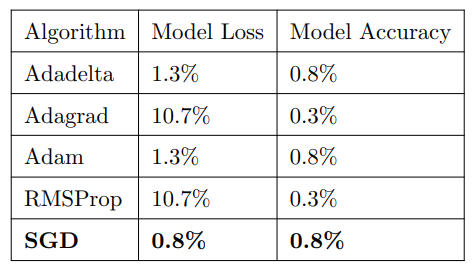 Algorithm Model Loss Model Accuracy
Adadelta 1.3% 0.8%
Adagrad 10.7% 0.3%
Adam 1.3% 0.8%
RMSProp 10.7% 0.3%
SGD 0.8% 0.8%